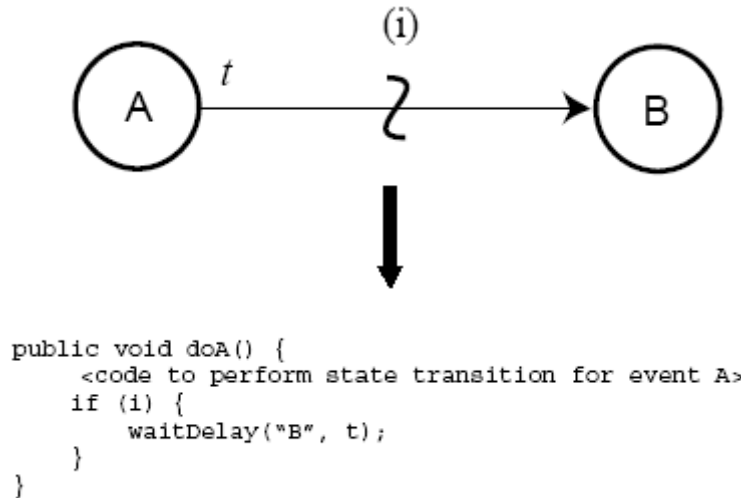 (i)
A t B
public void doA() {
<code to perform state transition for event A>
if (i) {
waitDelay("B", t);
}
}